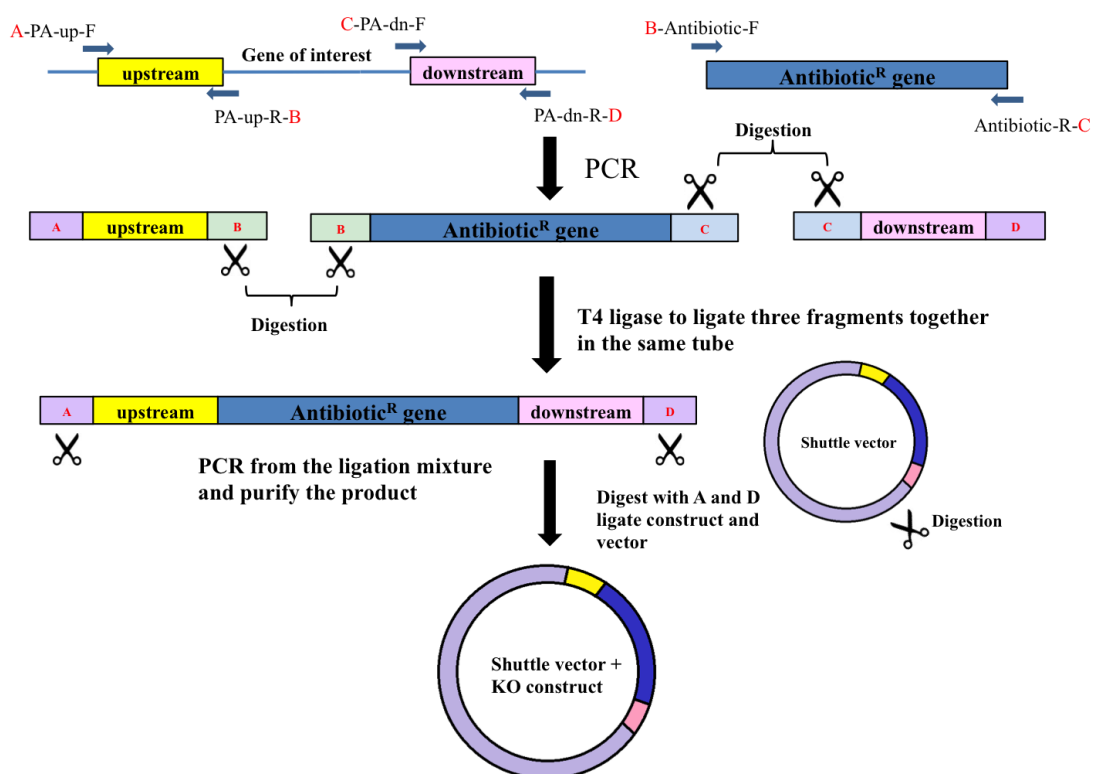 A-PA-up-F
C-PA-dn-F
B-Antibiotic-F
Gene of interest
upstream
downstream
Antibioticᴿ gene
PA-up-R-B
PA-dn-R-D
Antibiotic-R-C
Digestion
PCR
A upstream B
B Antibioticᴿ gene C
C downstream D
Digestion
T4 ligase to ligate three fragments together
in the same tube
A upstream Antibioticᴿ gene downstream D
Shuttle vector
PCR from the ligation mixture
and purify the product
Digest with A and D
ligate construct and
vector
Digestion
Shuttle vector +
KO construct